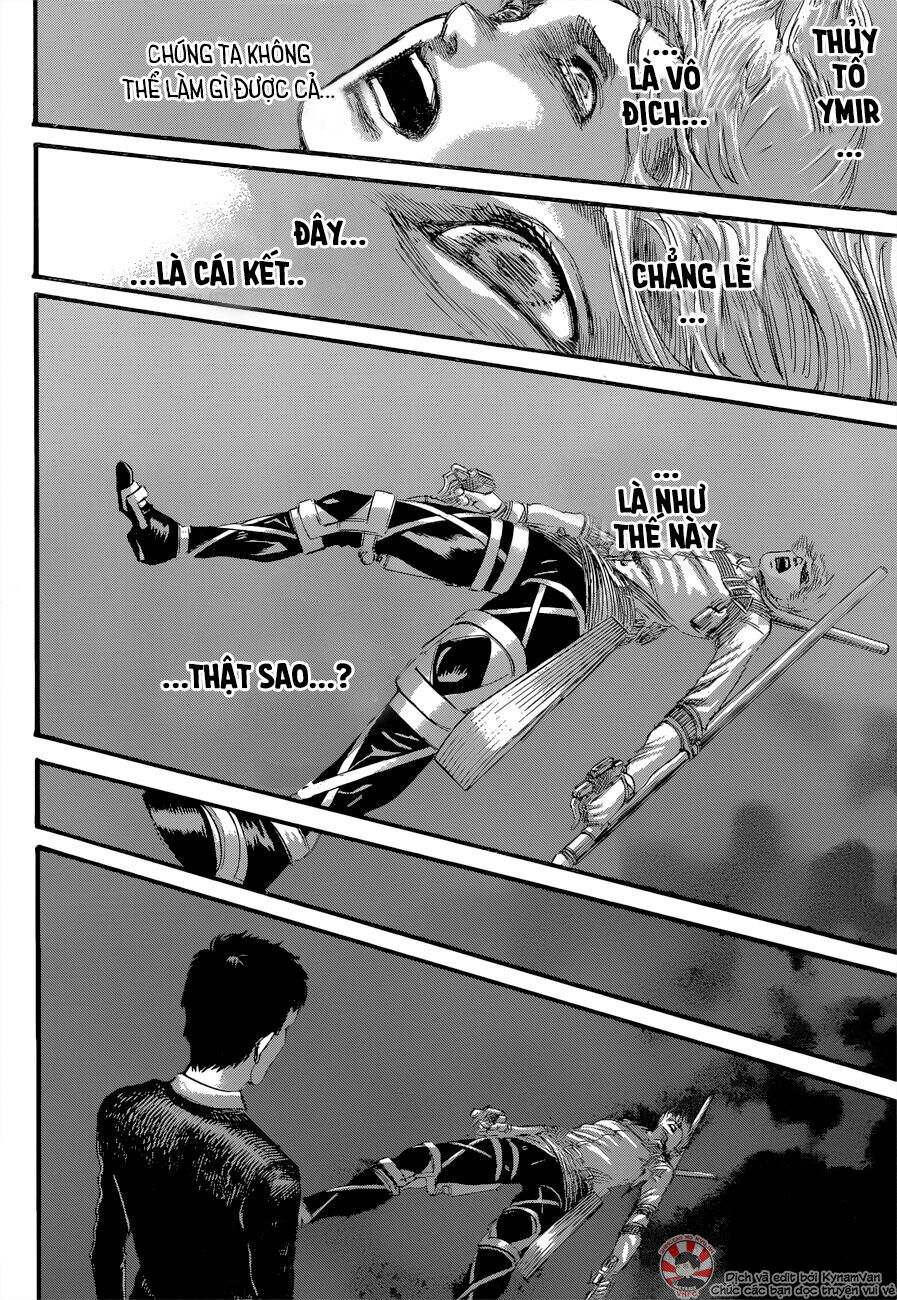 THỦY
TỔ
YMIR
...
...
LÀ VÔ
ĐỊCH...
CHÚNG TA KHÔNG
THỂ LÀM GÌ ĐƯỢC CẢ...
CHẲNG LẼ
...
ĐÂY...
...LÀ CÁI KẾT..
...
LÀ NHƯ
THẾ NÀY
...THẬT SAO...?
Dịch và edit bởi KynamVan
Chúc các bạn đọc truyện vui vẻ